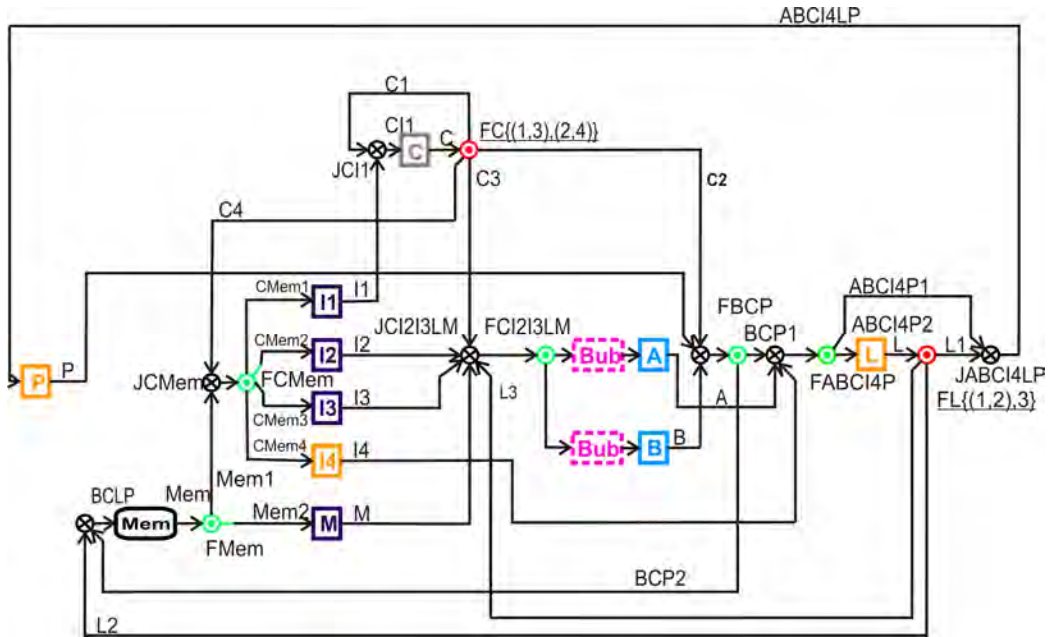 ABCI4LP
C1
CI1
C
C
FC{(1,3),(2,4)}
JCI1
C3
C2
C4
CMem1
I1
I1
JCI2I3LM
FCI2I3LM
FBCP
ABCI4P1
BCP1
ABCI4P2
CMem2
I2
I2
Bub
A
L
L
L1
P
P
JCMem
FCMem
L3
FABCI4P
JABCI4LP
I3
I3
A
FL{(1,2),3}
CMem3
CMem4
I4
I4
Bub
B
B
Mem1
BCLP
Mem
Mem
Mem2
M
M
FMem
BCP2
L2